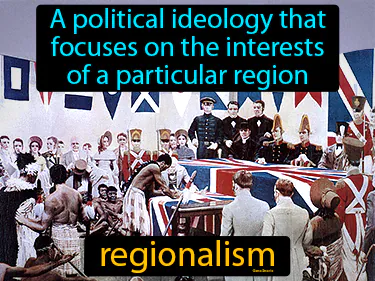 A political ideology that
focuses on the interests
of a particular region
regionalism